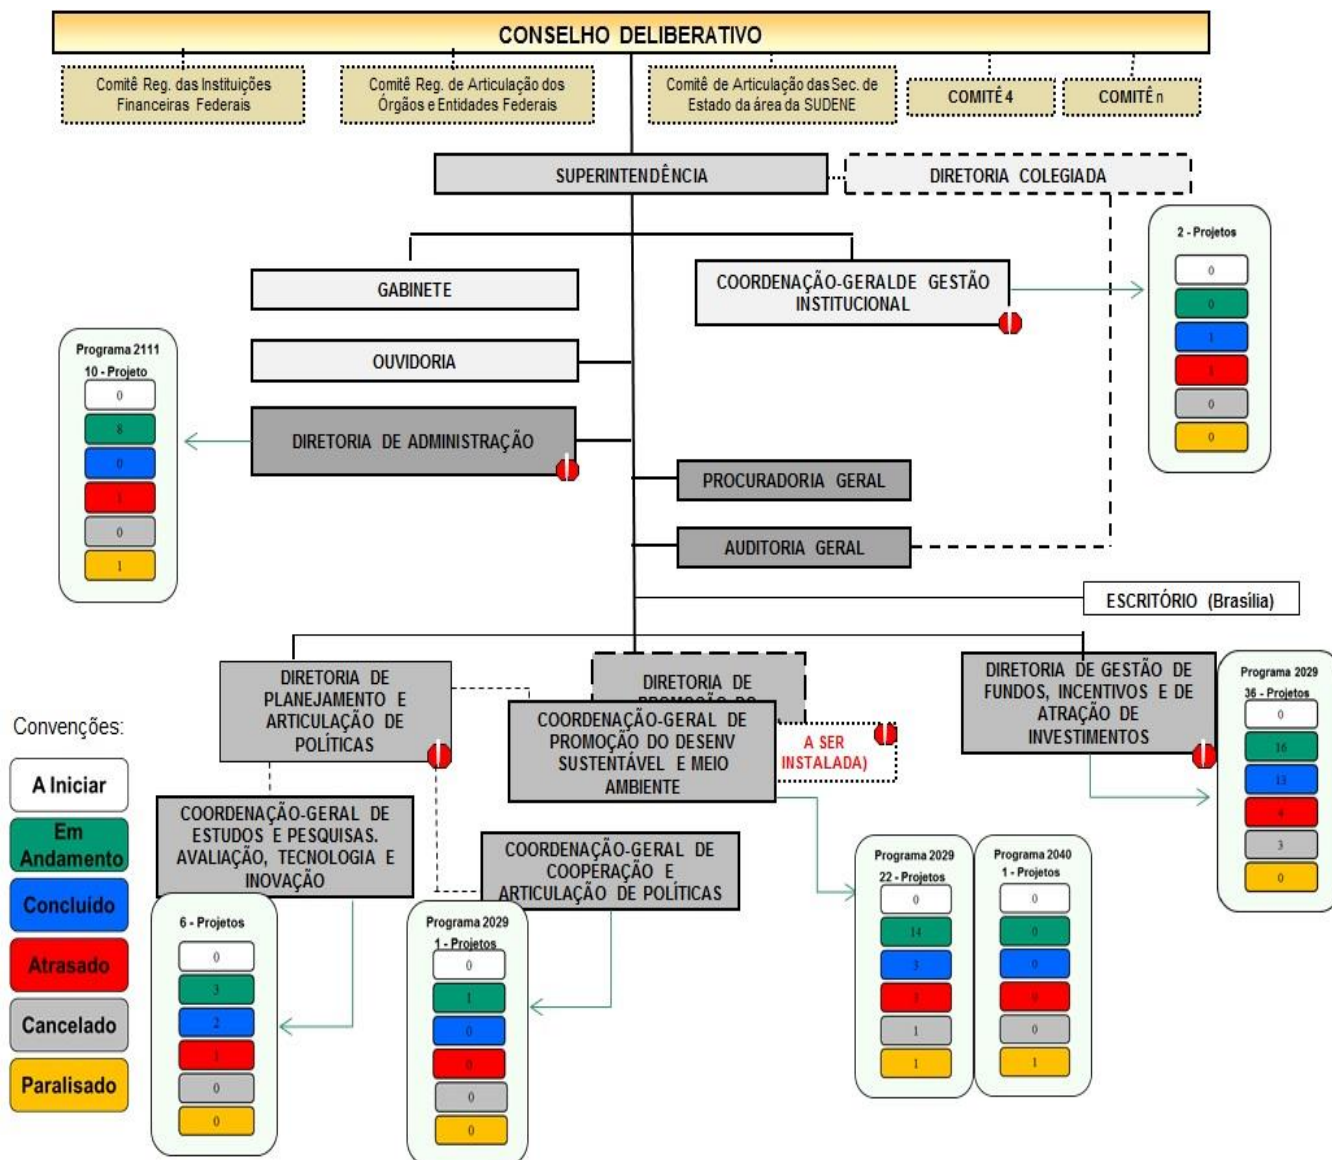 CONSELHO DELIBERATIVO
Comitê Reg. das Instituições
Financeiras Federais
Comitê Reg. de Articulação dos
Órgãos e Entidades Federais
Comitê de Articulação das Sec. de
Estado da área da SUDENE
COMITÊ 4
COMITÊ n
SUPERINTENDÊNCIA
DIRETORIA COLEGIADA
GABINETE
COORDENAÇÃO-GERALDE GESTÃO
INSTITUCIONAL
2 - Projetos
0
0
1
1
0
0
OUVIDORIA
DIRETORIA DE ADMINISTRAÇÃO
Programa 2111
10 - Projeto
0
8
0
1
0
1
PROCURADORIA GERAL
AUDITORIA GERAL
ESCRITÓRIO (Brasília)
DIRETORIA DE
PLANEJAMENTO E
ARTICULAÇÃO DE
POLÍTICAS
DIRETORIA DE
COORDENAÇÃO-GERAL DE
PROMOÇÃO DO DESENV
SUSTENTÁVEL E MEIO
AMBIENTE
A SER
INSTALADA)
DIRETORIA DE GESTÃO DE
FUNDOS, INCENTIVOS E DE
ATRAÇÃO DE
INVESTIMENTOS
Programa 2029
36 - Projetos
0
16
13
4
3
0
Convenções:
A Iniciar
Em
Andamento
Concluído
Atrasado
Cancelado
Paralisado
COORDENAÇÃO-GERAL DE
ESTUDOS E PESQUISAS.
AVALIAÇÃO, TECNOLOGIA E
INOVAÇÃO
6 - Projetos
0
3
2
1
0
0
COORDENAÇÃO-GERAL DE
COOPERAÇÃO E
ARTICULAÇÃO DE POLÍTICAS
Programa 2029
1 - Projetos
0
1
0
0
0
0
Programa 2029
22 - Projetos
0
14
3
1
1
Programa 2040
1 - Projetos
0
0
0
0
0
1